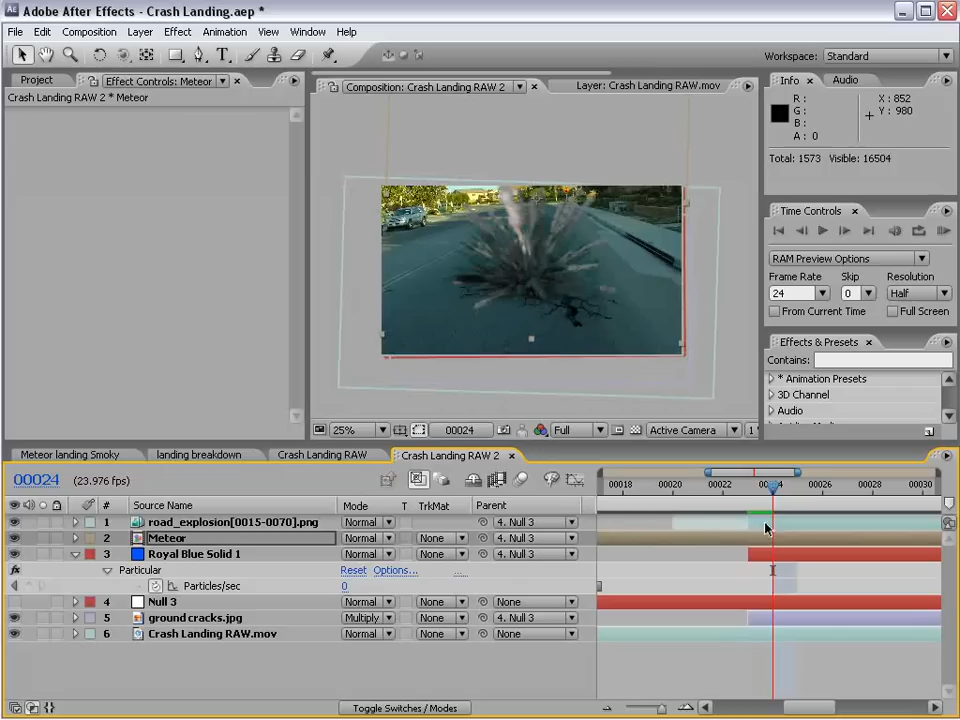 Adobe After Effects - Crash Landing.aep *
File Edit Composition Layer Effect Animation View Window Help
Workspace: Standard
Project Effect Controls: Meteor
Crash Landing RAW 2 * Meteor
Composition: Crash Landing RAW 2 Layer: Crash Landing RAW.mov
Info Audio
R: X: 852
G: Y: 980
B:
A: 0
Total: 1573 Visible: 16504
Time Controls
RAM Preview Options
Frame Rate Skip Resolution
24 0 Half
From Current Time Full Screen
Effects & Presets
Contains:
* Animation Presets
3D Channel
Audio
25% 00024 Full Active Camera 1
Meteor landing Smoky landing breakdown Crash Landing RAW Crash Landing RAW 2
00024 (23.976 fps)
00018 00020 00022 00024 00026 00028 00030
# Source Name Mode T TrkMat Parent
1 road_explosion[0015-0070].png Normal 4. Null 3
2 Meteor Normal None 4. Null 3
3 Royal Blue Solid 1 Normal None None
fx Particular Reset Options... ...
Particles/sec 0
4 Null 3 Normal None None
5 ground cracks.jpg Multiply None 4. Null 3
6 Crash Landing RAW.mov Normal None None
Toggle Switches / Modes